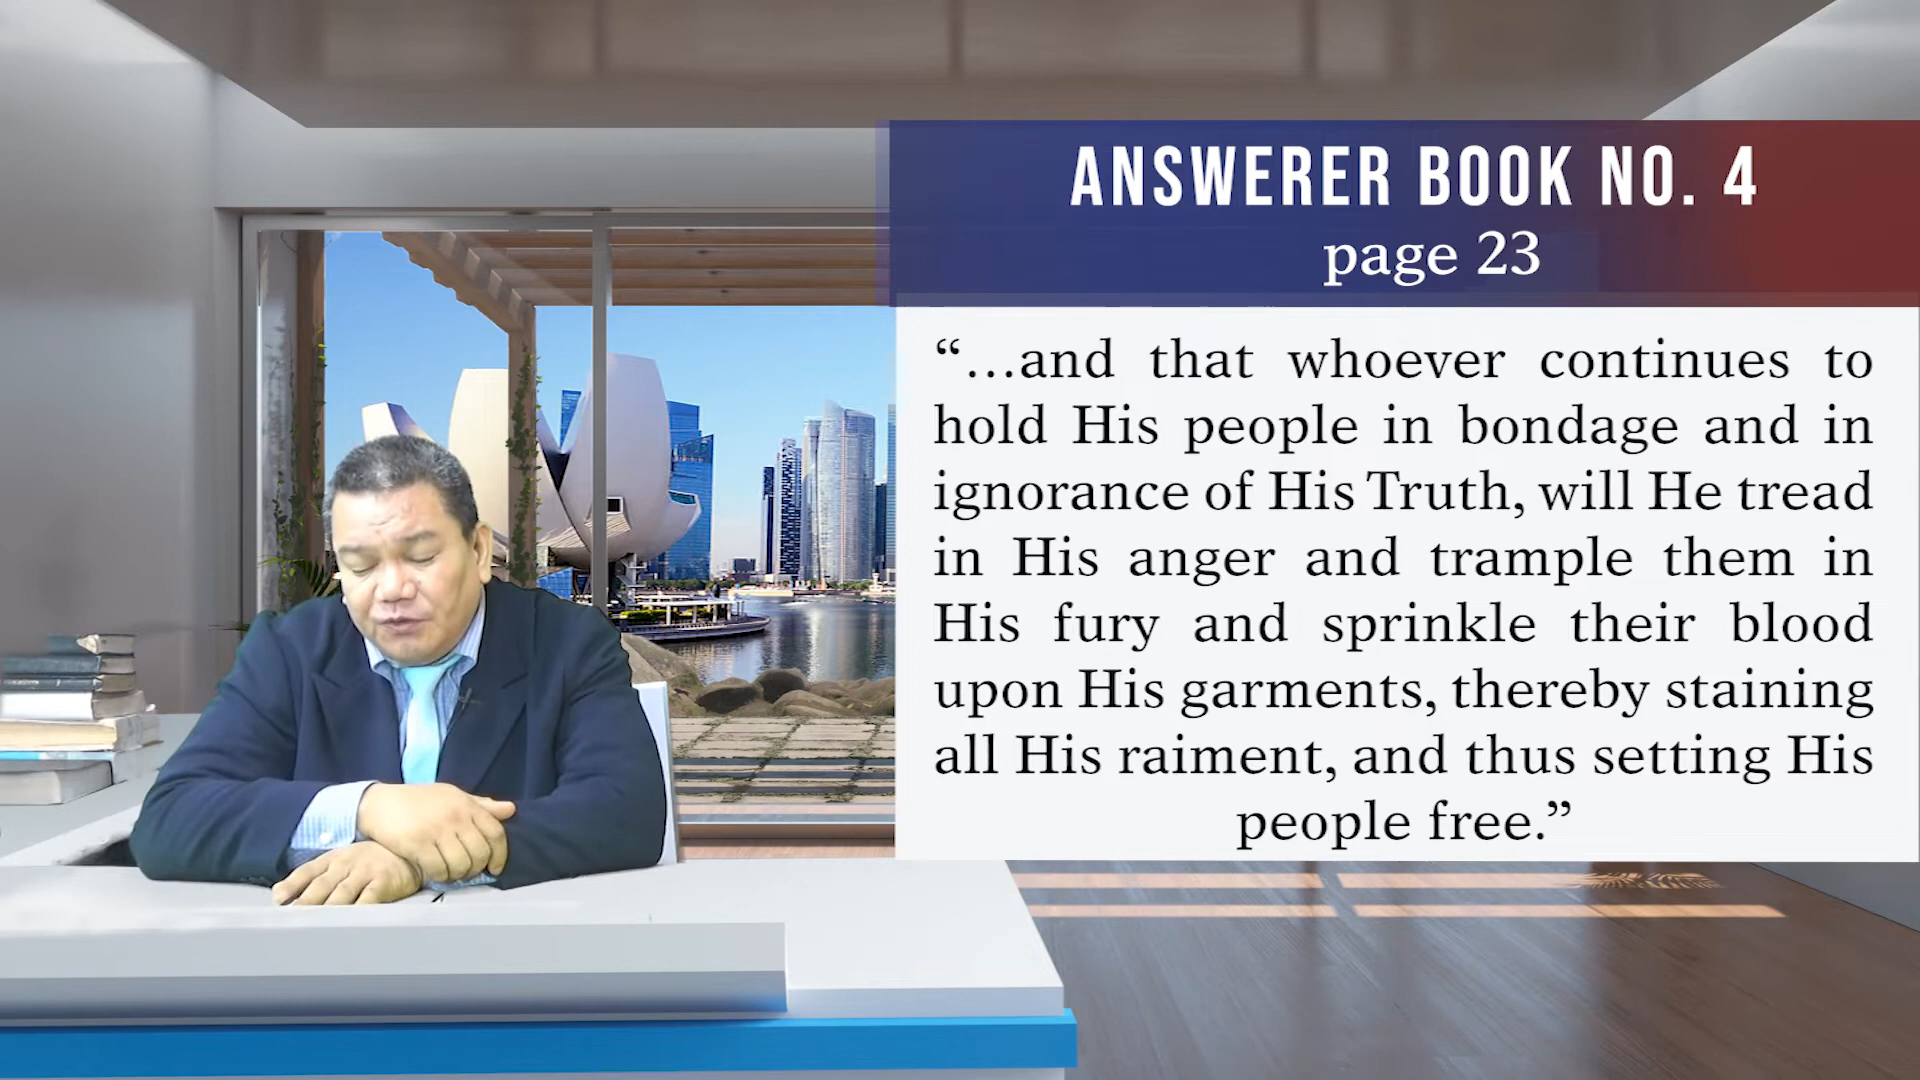 ANSWERER BOOK NO. 4
page 23
“...and that whoever continues to
hold His people in bondage and in
ignorance of His Truth, will He tread
in His anger and trample them in
His fury and sprinkle their blood
upon His garments, thereby staining
all His raiment, and thus setting His
people free.”